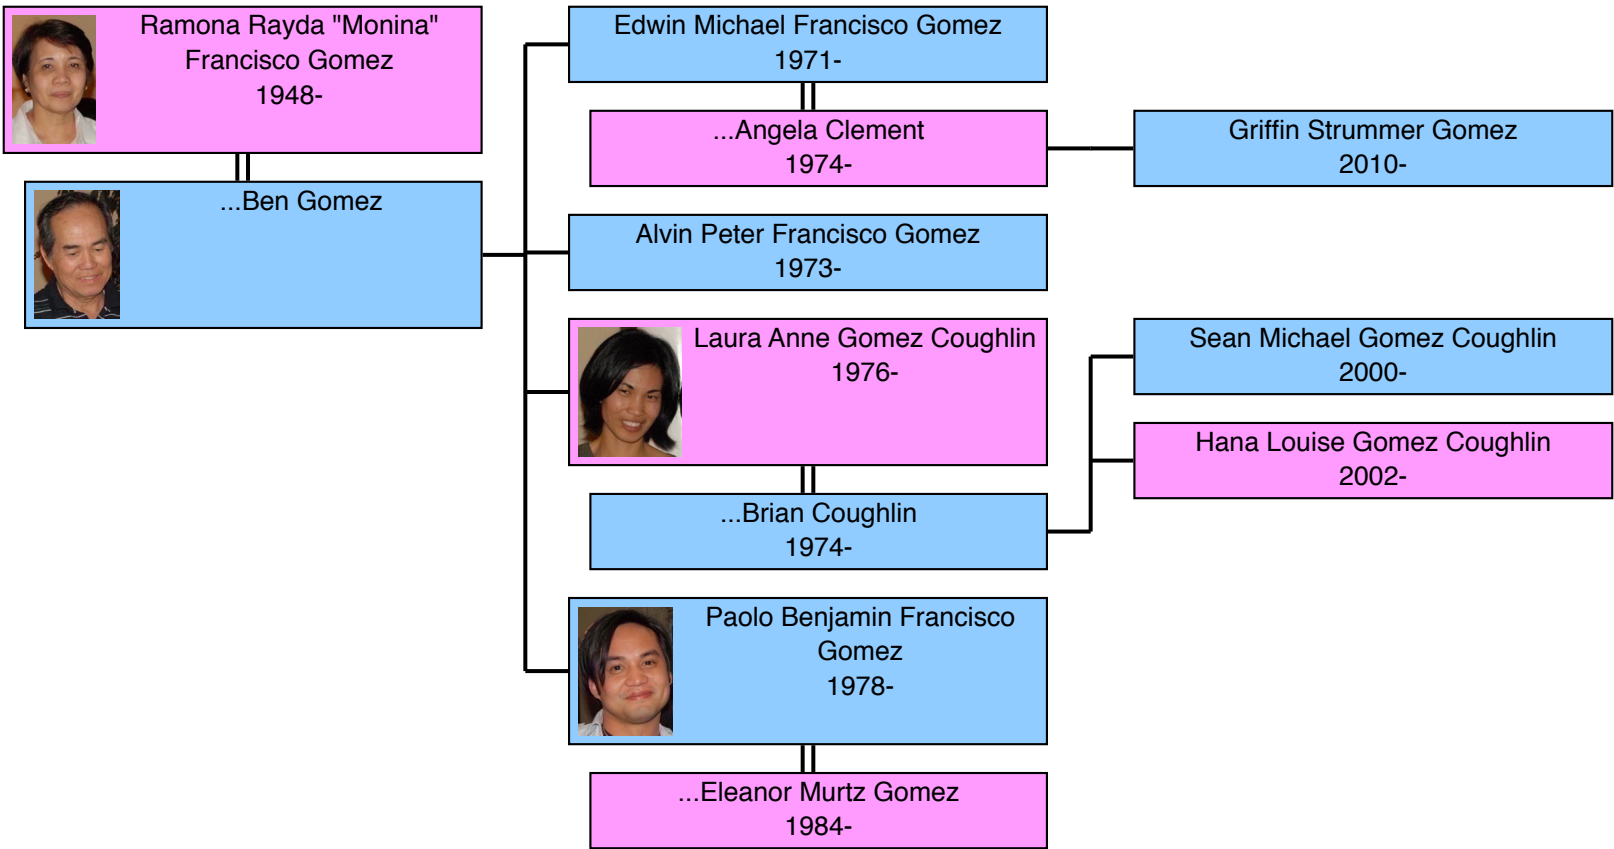 Ramona Rayda "Monina"
Francisco Gomez
1948-
...Ben Gomez
Edwin Michael Francisco Gomez
1971-
...Angela Clement
1974-
Griffin Strummer Gomez
2010-
Alvin Peter Francisco Gomez
1973-
Laura Anne Gomez Coughlin
1976-
...Brian Coughlin
1974-
Sean Michael Gomez Coughlin
2000-
Hana Louise Gomez Coughlin
2002-
Paolo Benjamin Francisco
Gomez
1978-
...Eleanor Murtz Gomez
1984-